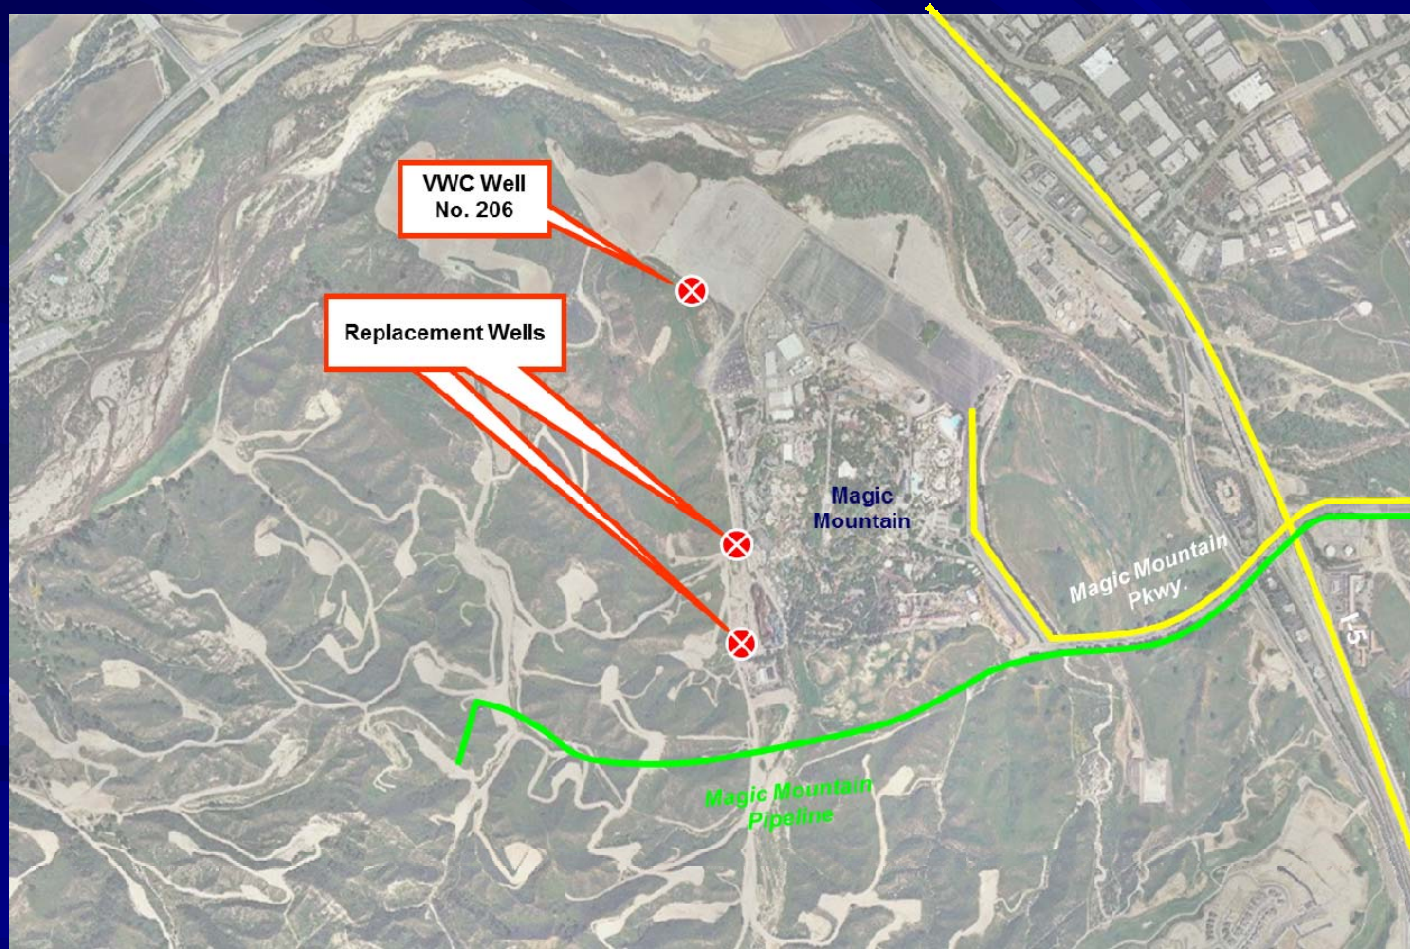 VWC Well
No. 206
Replacement Wells
Magic
Mountain
Magic Mountain
Pkwy.
I-5
Magic Mountain
Pipeline